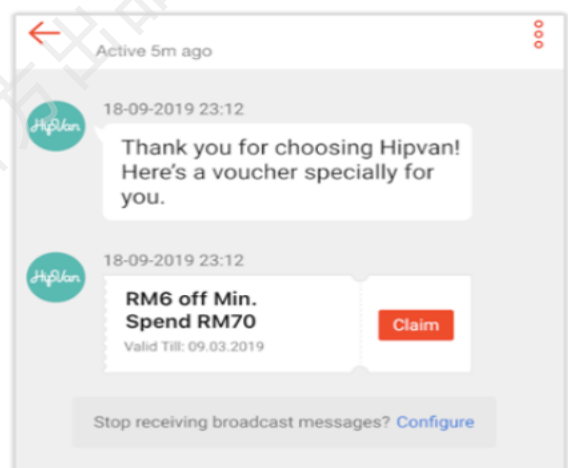 Active 5m ago
18-09-2019 23:12
HipVan
Thank you for choosing Hipvan!
Here's a voucher specially for
you.
18-09-2019 23:12
HipVan
RM6 off Min.
Spend RM70
Claim
Valid Till: 09.03.2019
Stop receiving broadcast messages? Configure